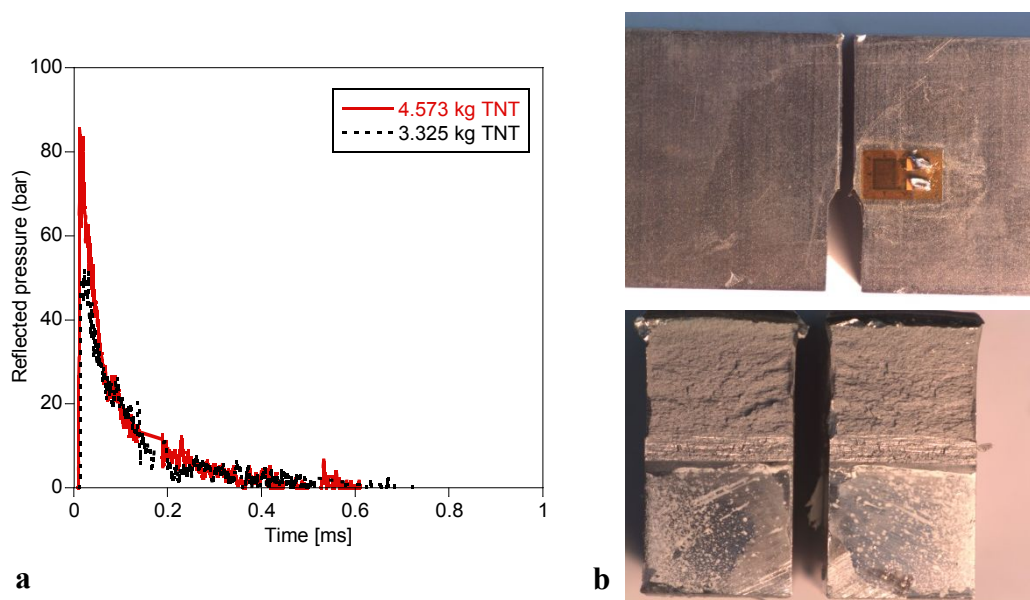 100
80
60
40
20
0
Reflected pressure (bar)
4.573 kg TNT
3.325 kg TNT
0
0.2
0.4
0.6
0.8
1
Time [ms]
a
b